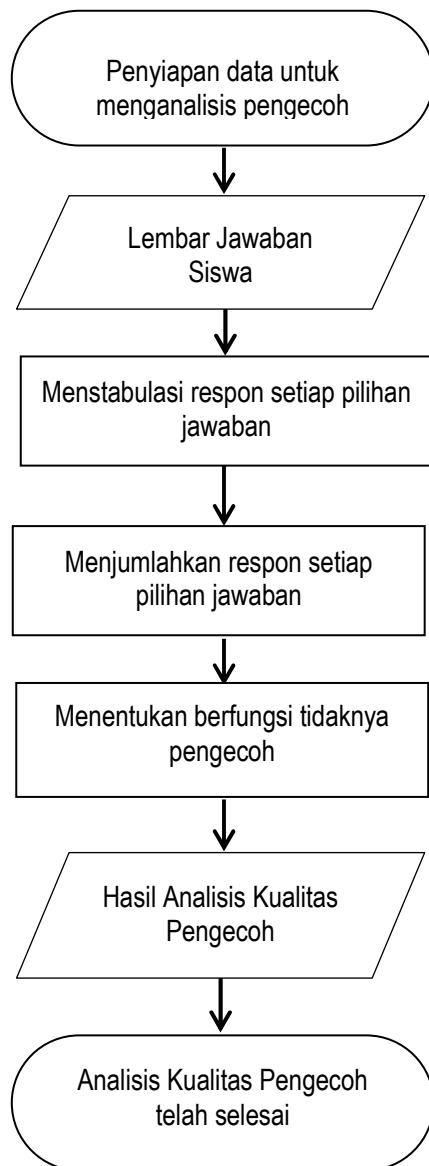 Penyiapan data untuk
menganalisis pengecoh
Lembar Jawaban
Siswa
Menstabulasi respon setiap pilihan
jawaban
Menjumlahkan respon setiap
pilihan jawaban
Menentukan berfungsi tidaknya
pengecoh
Hasil Analisis Kualitas
Pengecoh
Analisis Kualitas Pengecoh
telah selesai